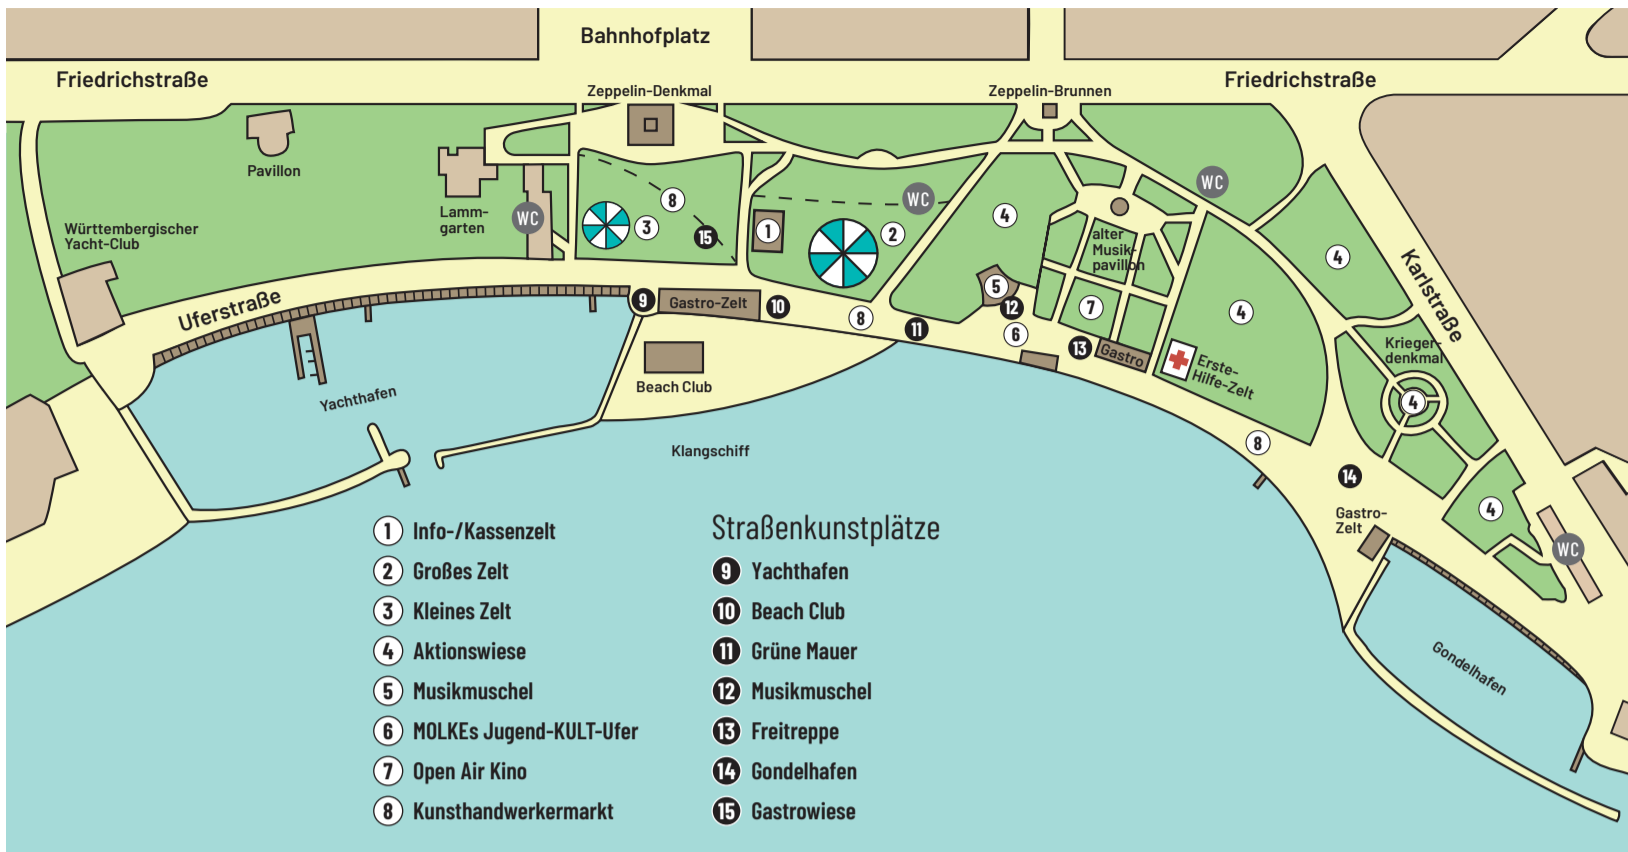 Bahnhofplatz
Friedrichstraße
Friedrichstraße
Zeppelin-Denkmal
Zeppelin-Brunnen
Pavillon
Lamm-
garten
WC
WC
WC
Württembergischer
Yacht-Club
Uferstraße
Karlstraße
8
3
15
1
2
4
4
4
alter
Musik-
pavillon
5
12
7
6
9
Gastro-Zelt
10
8
11
13
Gastro
Erste-
Hilfe-Zelt
Krieger-
denkmal
4
Beach Club
Yachthafen
Klangschiff
8
14
Gastro-
Zelt
4
WC
Gondelhafen
1 Info-/Kassenzelt
2 Großes Zelt
3 Kleines Zelt
4 Aktionswiese
5 Musikmuschel
6 MOLKEs Jugend-KULT-Ufer
7 Open Air Kino
8 Kunsthandwerkermarkt
Straßenkunstplätze
9 Yachthafen
10 Beach Club
11 Grüne Mauer
12 Musikmuschel
13 Freitreppe
14 Gondelhafen
15 Gastrowiese